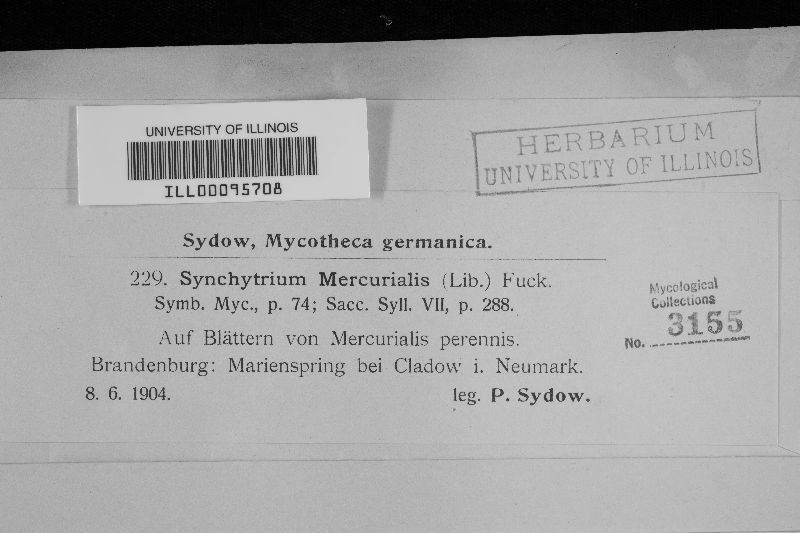 UNIVERSITY OF ILLINOIS
ILL00095708
HERBARIUM
UNIVERSITY OF ILLINOIS
Sydow, Mycotheca germanica.
229. Synchytrium Mercurialis (Lib.) Fuck.
Symb. Myc., p. 74; Sacc. Syll. VII, p. 288.
Auf Blättern von Mercurialis perennis.
Brandenburg: Marienspring bei Cladow i. Neumark.
8. 6. 1904. leg. P. Sydow.
Mycological
Collections
No. 3155